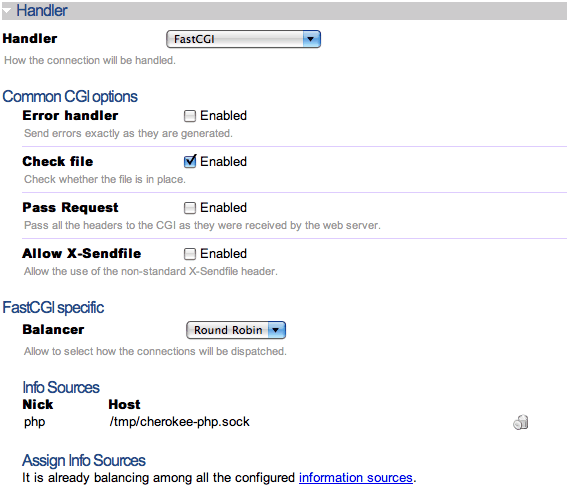 Handler
Handler FastCGI
How the connection will be handled.
Common CGI options
Error handler Enabled
Send errors exactly as they are generated.
Check file Enabled
Check whether the file is in place.
Pass Request Enabled
Pass all the headers to the CGI as they were received by the web server.
Allow X-Sendfile Enabled
Allow the use of the non-standard X-Sendfile header.
FastCGI specific
Balancer Round Robin
Allow to select how the connections will be dispatched.
Info Sources
Nick Host
php /tmp/cherokee-php.sock
Assign Info Sources
It is already balancing among all the configured information sources.